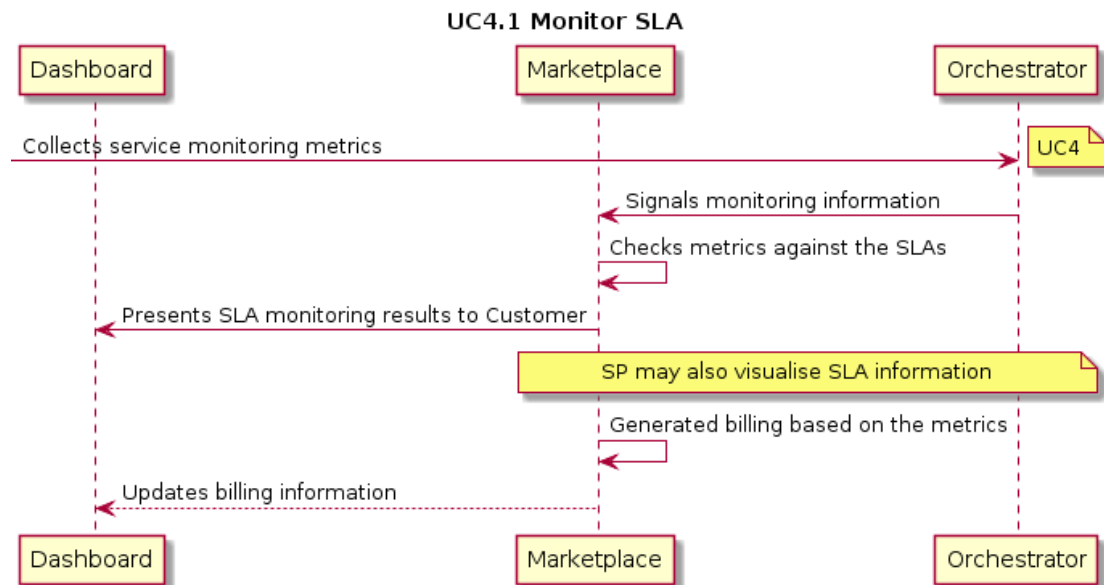 UC4.1 Monitor SLA
Dashboard
Marketplace
Orchestrator
Collects service monitoring metrics
UC4
Signals monitoring information
Checks metrics against the SLAs
Presents SLA monitoring results to Customer
SP may also visualise SLA information
Generated billing based on the metrics
Updates billing information
Dashboard
Marketplace
Orchestrator